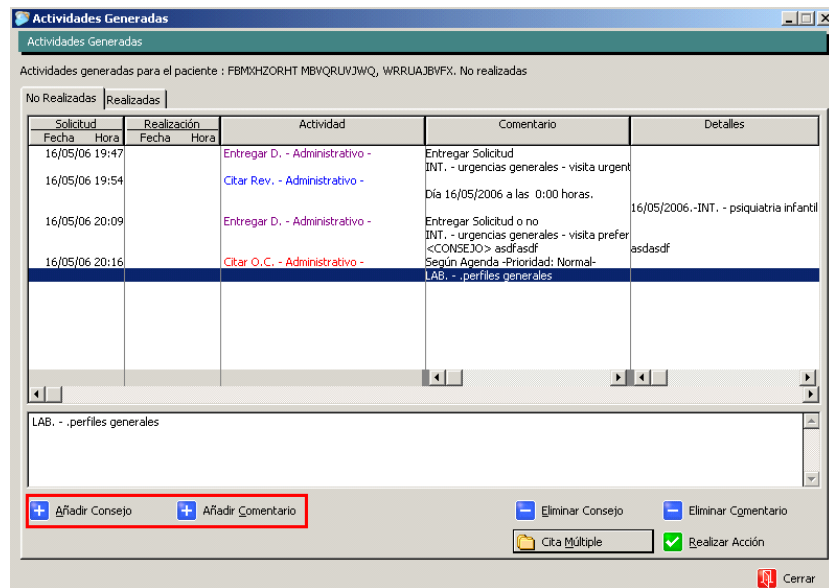 Actividades Generadas
Actividades Generadas
Actividades generadas para el paciente : FBMXHZORHT MBVQRUVJWQ, WRRUAJBVFX. No realizadas
No Realizadas Realizadas
Solicitud Realización Actividad Comentario Detalles
Fecha Hora Fecha Hora
16/05/06 19:47 Entregar D. - Administrativo - Entregar Solicitud
INT. - urgencias generales - visita urgent
16/05/06 19:54 Citar Rev. - Administrativo -
Día 16/05/2006 a las 0:00 horas.
16/05/2006.-INT. - psiquiatria infantil
16/05/06 20:09 Entregar D. - Administrativo - Entregar Solicitud o no
INT. - urgencias generales - visita prefer
<CONSEJO> asdfasdf asdasdf
16/05/06 20:16 Citar O.C. - Administrativo - Según Agenda -Prioridad: Normal-
LAB. - .perfiles generales
LAB. - .perfiles generales
Añadir Consejo Añadir Comentario Eliminar Consejo Eliminar Comentario
Cita Múltiple Realizar Acción
Cerrar